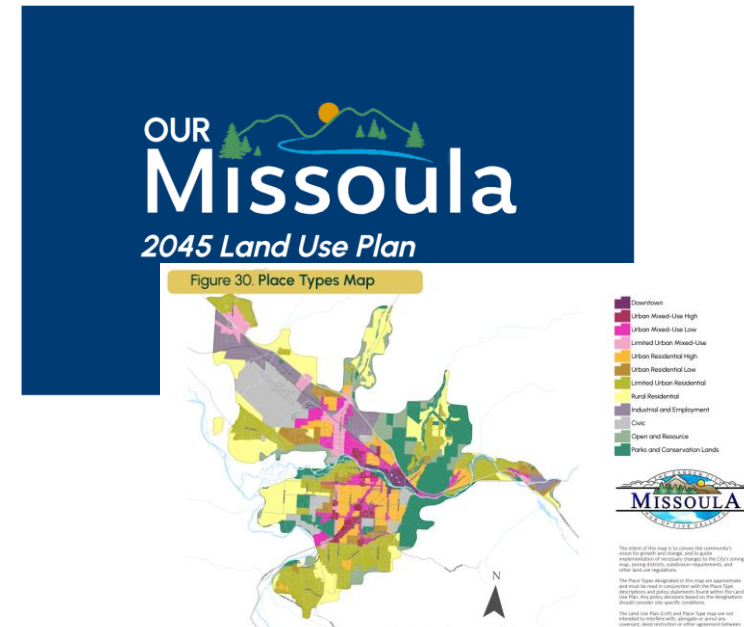 OUR
Missoula
2045 Land Use Plan
Figure 30. Place Types Map
Downtown
Urban Mixed-Use High
Urban Mixed-Use Low
Limited Urban Mixed-Use
Urban Residential High
Urban Residential Low
Limited Urban Residential
Rural Residential
Industrial and Employment
Civic
Open and Resource
Parks and Conservation Lands
MISSOULA
The intent of this map is to convey the community's
vision for growth and change, and to guide
implementation of necessary changes to the City's zoning
map, zoning districts, subdivision requirements, and
other land use regulations.
The Place Types designated in this map are approximate
and must be read in conjunction with the Place Type
descriptions and policy statements found within the Land
Use Plan. Any policy decisions based on the designations
should consider site specific conditions.
The Land Use Plan (LUP) and Place Type map are not
intended to interfere with, abrogate or annul any
covenant, deed restriction or other agreement between
N